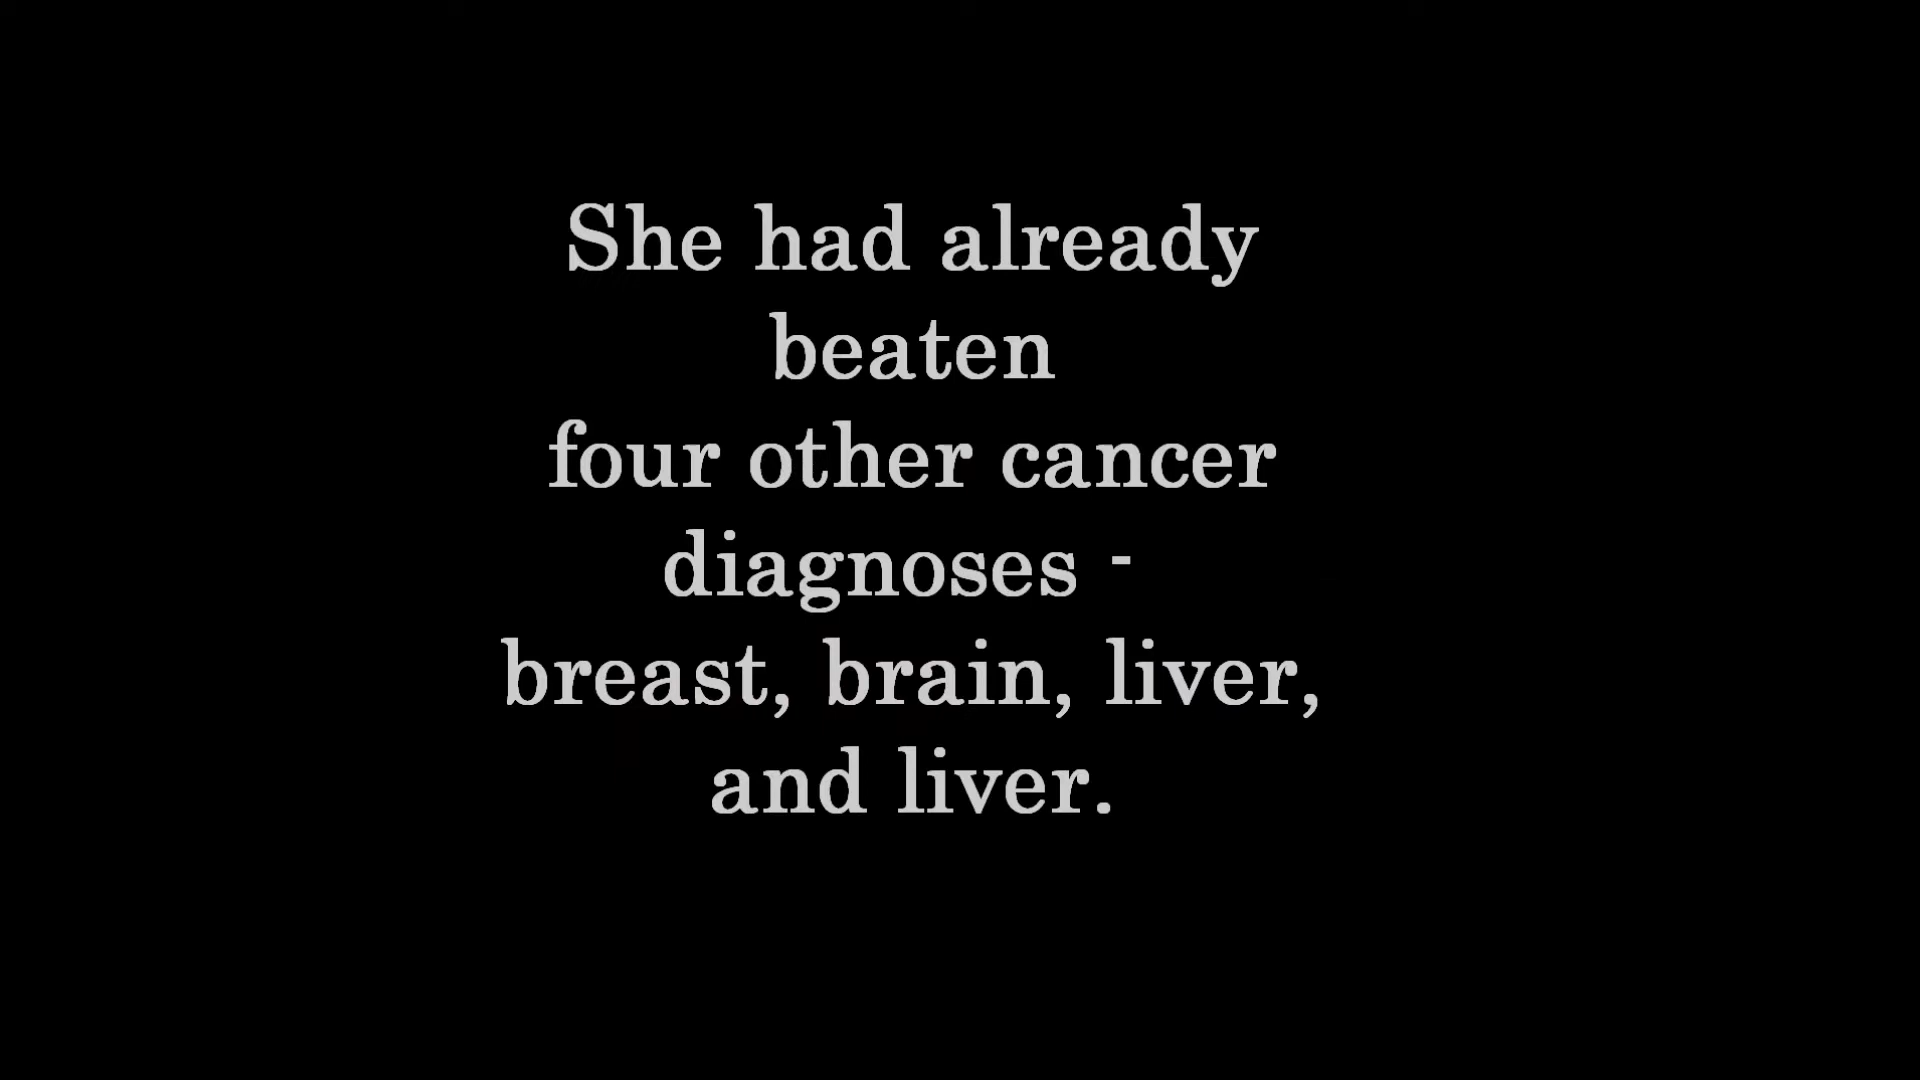 She had already
beaten
four other cancer
diagnoses -
breast, brain, liver,
and liver.